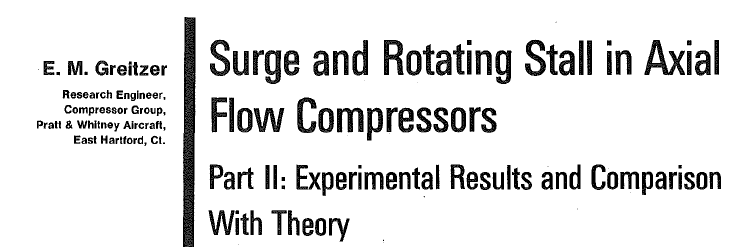 E. M. Greitzer
Research Engineer,
Compressor Group,
Pratt & Whitney Aircraft,
East Hartford, Ct.
Surge and Rotating Stall in Axial
Flow Compressors
Part II: Experimental Results and Comparison
With Theory